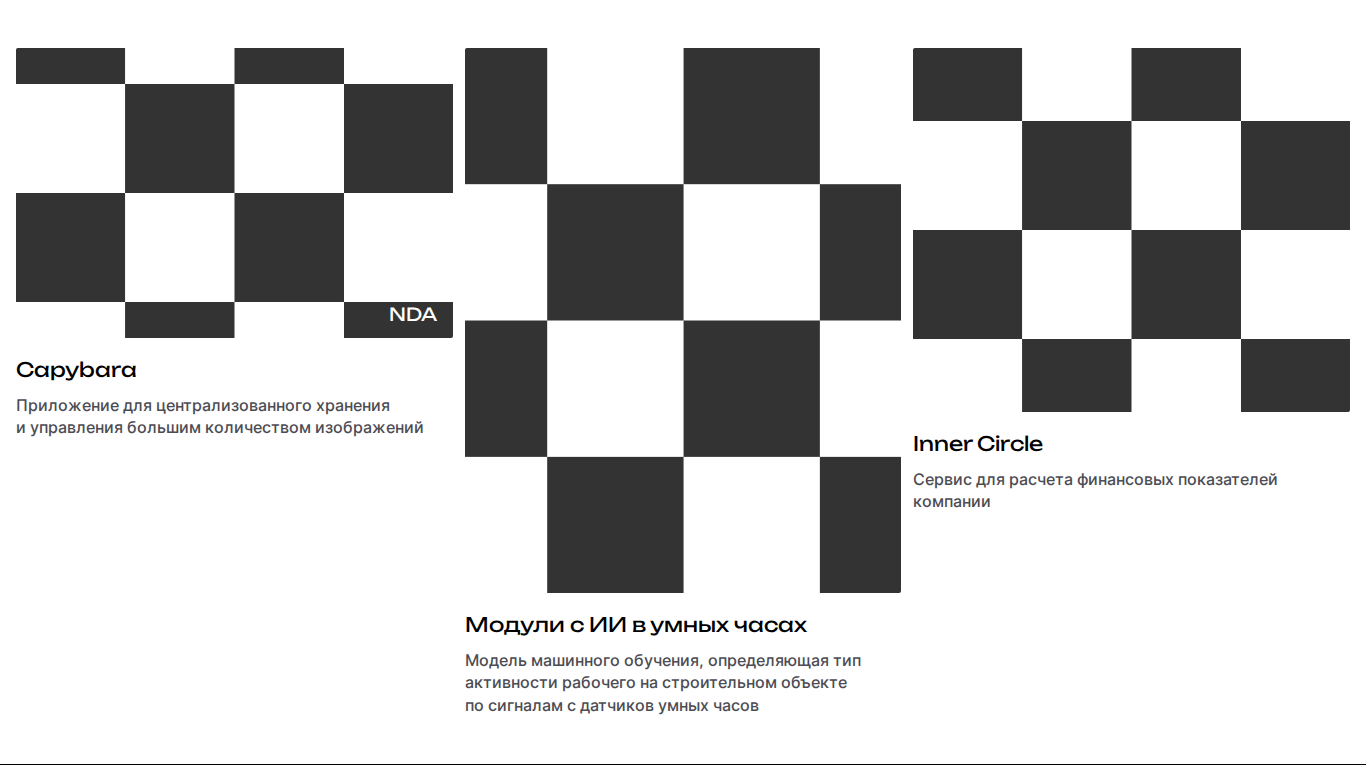 NDA
Capybara
Приложение для централизованного хранения
и управления большим количеством изображений
Модули с ИИ в умных часах
Модель машинного обучения, определяющая тип
активности рабочего на строительном объекте
по сигналам с датчиков умных часов
Inner Circle
Сервис для расчета финансовых показателей
компании